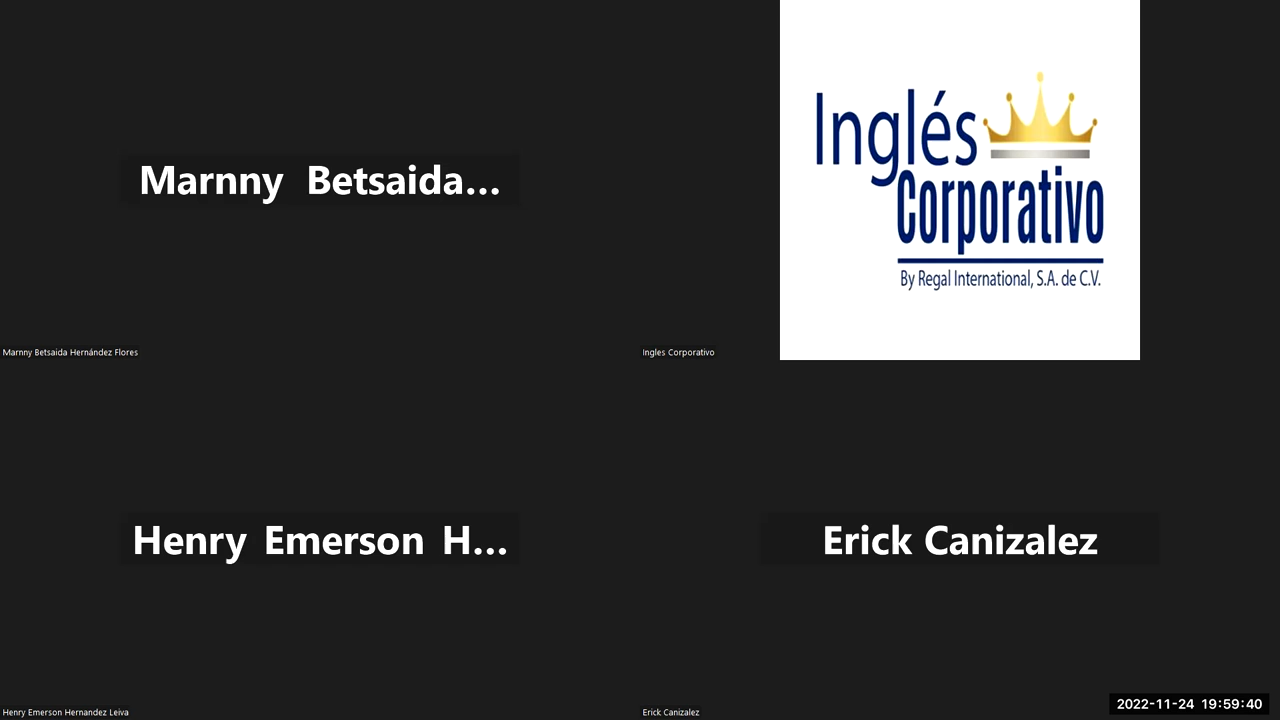 Marnny Betsaida...
Marnny Betsaida Hernández Flores
Inglés
Corporativo
By Regal International, S.A. de C.V.
Ingles Corporativo
Henry Emerson H...
Henry Emerson Hernandez Leiva
Erick Canizalez
Erick Canizalez
2022-11-24 19:59:40